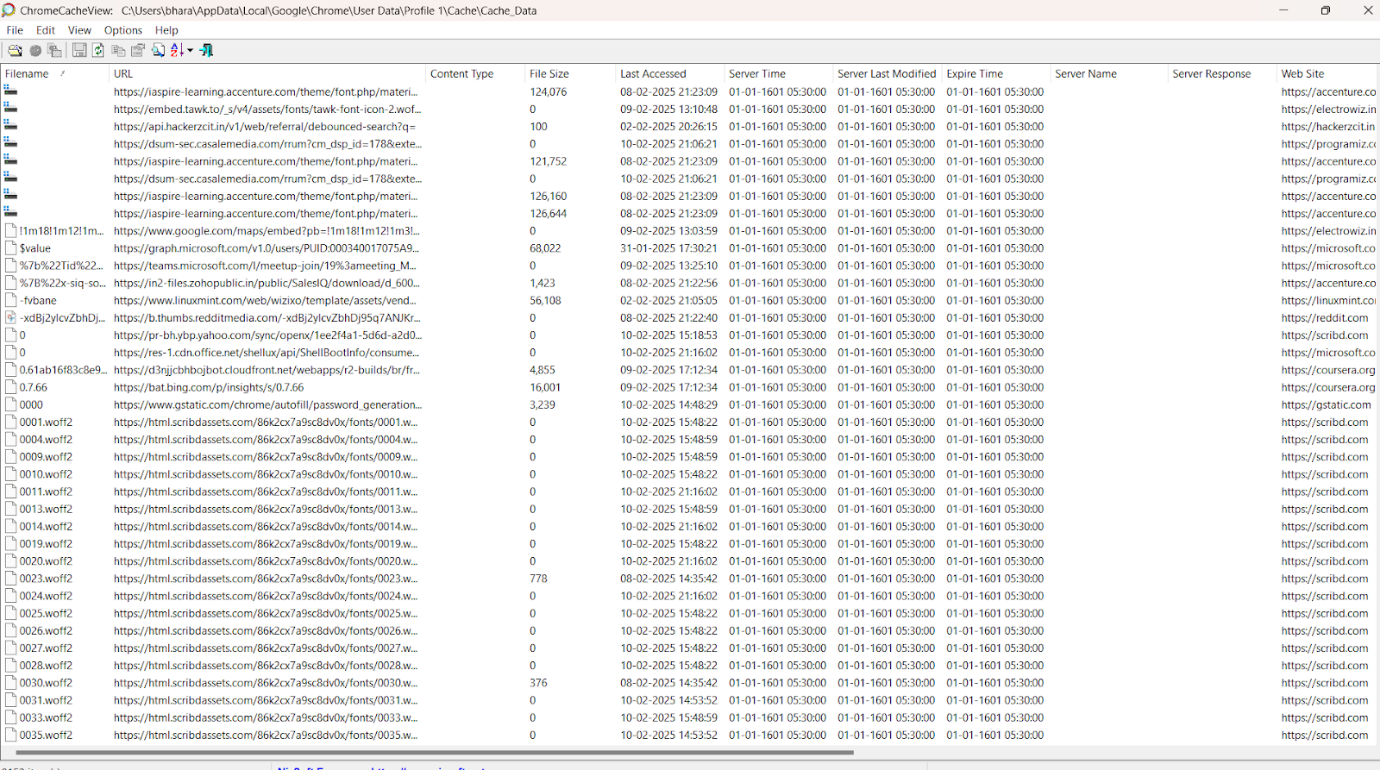 ChromeCacheView: C:\Users\bhara\AppData\Local\Google\Chrome\User Data\Profile 1\Cache\Cache_Data
File Edit View Options Help
Filename / URL Content Type File Size Last Accessed Server Time Server Last Modified Expire Time Server Name Server Response Web Site
https://iaspire-learning.accenture.com/theme/font.php/materi... 124,076 08-02-2025 21:23:09 01-01-1601 05:30:00 01-01-1601 05:30:00 01-01-1601 05:30:00 https://accenture.co
https://embed.tawk.to/_s/v4/assets/fonts/tawk-font-icon-2.wof... 0 09-02-2025 13:10:48 01-01-1601 05:30:00 01-01-1601 05:30:00 01-01-1601 05:30:00 https://electrowiz.in
https://api.hackerzcit.in/v1/web/referral/debounced-search?q= 100 02-02-2025 20:26:15 01-01-1601 05:30:00 01-01-1601 05:30:00 01-01-1601 05:30:00 https://hackerzcit.in
https://dsum-sec.casalemedia.com/rrum?cm_dsp_id=178&exte... 0 10-02-2025 21:06:21 01-01-1601 05:30:00 01-01-1601 05:30:00 01-01-1601 05:30:00 https://programiz.co
https://iaspire-learning.accenture.com/theme/font.php/materi... 121,752 08-02-2025 21:23:09 01-01-1601 05:30:00 01-01-1601 05:30:00 01-01-1601 05:30:00 https://accenture.co
https://dsum-sec.casalemedia.com/rrum?cm_dsp_id=178&exte... 0 10-02-2025 21:06:21 01-01-1601 05:30:00 01-01-1601 05:30:00 01-01-1601 05:30:00 https://programiz.co
https://iaspire-learning.accenture.com/theme/font.php/materi... 126,160 08-02-2025 21:23:09 01-01-1601 05:30:00 01-01-1601 05:30:00 01-01-1601 05:30:00 https://accenture.co
https://iaspire-learning.accenture.com/theme/font.php/materi... 126,644 08-02-2025 21:23:09 01-01-1601 05:30:00 01-01-1601 05:30:00 01-01-1601 05:30:00 https://accenture.co
!1m18!1m12!1m... https://www.google.com/maps/embed?pb=!1m18!1m12!1m3!... 0 09-02-2025 13:03:59 01-01-1601 05:30:00 01-01-1601 05:30:00 01-01-1601 05:30:00 https://electrowiz.in
$value https://graph.microsoft.com/v1.0/users/PUID:000340017075A9... 68,022 31-01-2025 17:30:21 01-01-1601 05:30:00 01-01-1601 05:30:00 01-01-1601 05:30:00 https://microsoft.co
%7b%22Tid%22... https://teams.microsoft.com/l/meetup-join/19%3ameeting_M... 0 09-02-2025 13:25:10 01-01-1601 05:30:00 01-01-1601 05:30:00 01-01-1601 05:30:00 https://microsoft.co
%7B%22x-siq-so... https://in2-files.zohopublic.in/public/SalesIQ/download/d_600... 1,423 08-02-2025 21:22:56 01-01-1601 05:30:00 01-01-1601 05:30:00 01-01-1601 05:30:00 https://accenture.co
-fvbane https://www.linuxmint.com/web/wizixo/template/assets/vend... 56,108 02-02-2025 21:05:05 01-01-1601 05:30:00 01-01-1601 05:30:00 01-01-1601 05:30:00 https://linuxmint.co
-xdBj2ylcvZbhDj... https://b.thumbs.redditmedia.com/-xdBj2ylcvZbhDj95q7ANJKr... 0 08-02-2025 21:22:40 01-01-1601 05:30:00 01-01-1601 05:30:00 01-01-1601 05:30:00 https://reddit.com
0 https://pr-bh.ybp.yahoo.com/sync/openx/1ee2f4a1-5d6d-a2d0... 0 10-02-2025 15:18:53 01-01-1601 05:30:00 01-01-1601 05:30:00 01-01-1601 05:30:00 https://scribd.com
0 https://res-1.cdn.office.net/shellux/api/ShellBootInfo/consume... 0 10-02-2025 21:16:02 01-01-1601 05:30:00 01-01-1601 05:30:00 01-01-1601 05:30:00 https://microsoft.co
0.61ab16f83c8e9... https://d3njjcbhbojbot.cloudfront.net/webapps/r2-builds/br/fr... 4,855 09-02-2025 17:12:34 01-01-1601 05:30:00 01-01-1601 05:30:00 01-01-1601 05:30:00 https://coursera.org
0.7.66 https://bat.bing.com/p/insights/s/0.7.66 16,001 09-02-2025 17:12:34 01-01-1601 05:30:00 01-01-1601 05:30:00 01-01-1601 05:30:00 https://coursera.org
0000 https://www.gstatic.com/chrome/autofill/password_generation... 3,239 10-02-2025 14:48:29 01-01-1601 05:30:00 01-01-1601 05:30:00 01-01-1601 05:30:00 https://gstatic.com
0001.woff2 https://html.scribdassets.com/86k2cx7a9sc8dv0x/fonts/0001.w... 0 10-02-2025 15:48:22 01-01-1601 05:30:00 01-01-1601 05:30:00 01-01-1601 05:30:00 https://scribd.com
0004.woff2 https://html.scribdassets.com/86k2cx7a9sc8dv0x/fonts/0004.w... 0 10-02-2025 15:48:59 01-01-1601 05:30:00 01-01-1601 05:30:00 01-01-1601 05:30:00 https://scribd.com
0009.woff2 https://html.scribdassets.com/86k2cx7a9sc8dv0x/fonts/0009.w... 0 10-02-2025 15:48:59 01-01-1601 05:30:00 01-01-1601 05:30:00 01-01-1601 05:30:00 https://scribd.com
0010.woff2 https://html.scribdassets.com/86k2cx7a9sc8dv0x/fonts/0010.w... 0 10-02-2025 15:48:22 01-01-1601 05:30:00 01-01-1601 05:30:00 01-01-1601 05:30:00 https://scribd.com
0011.woff2 https://html.scribdassets.com/86k2cx7a9sc8dv0x/fonts/0011.w... 0 10-02-2025 21:16:02 01-01-1601 05:30:00 01-01-1601 05:30:00 01-01-1601 05:30:00 https://scribd.com
0013.woff2 https://html.scribdassets.com/86k2cx7a9sc8dv0x/fonts/0013.w... 0 10-02-2025 15:48:59 01-01-1601 05:30:00 01-01-1601 05:30:00 01-01-1601 05:30:00 https://scribd.com
0014.woff2 https://html.scribdassets.com/86k2cx7a9sc8dv0x/fonts/0014.w... 0 10-02-2025 21:16:02 01-01-1601 05:30:00 01-01-1601 05:30:00 01-01-1601 05:30:00 https://scribd.com
0019.woff2 https://html.scribdassets.com/86k2cx7a9sc8dv0x/fonts/0019.w... 0 10-02-2025 15:48:22 01-01-1601 05:30:00 01-01-1601 05:30:00 01-01-1601 05:30:00 https://scribd.com
0020.woff2 https://html.scribdassets.com/86k2cx7a9sc8dv0x/fonts/0020.w... 0 10-02-2025 21:16:02 01-01-1601 05:30:00 01-01-1601 05:30:00 01-01-1601 05:30:00 https://scribd.com
0023.woff2 https://html.scribdassets.com/86k2cx7a9sc8dv0x/fonts/0023.w... 778 08-02-2025 14:35:42 01-01-1601 05:30:00 01-01-1601 05:30:00 01-01-1601 05:30:00 https://scribd.com
0024.woff2 https://html.scribdassets.com/86k2cx7a9sc8dv0x/fonts/0024.w... 0 10-02-2025 21:16:02 01-01-1601 05:30:00 01-01-1601 05:30:00 01-01-1601 05:30:00 https://scribd.com
0025.woff2 https://html.scribdassets.com/86k2cx7a9sc8dv0x/fonts/0025.w... 0 10-02-2025 15:48:22 01-01-1601 05:30:00 01-01-1601 05:30:00 01-01-1601 05:30:00 https://scribd.com
0026.woff2 https://html.scribdassets.com/86k2cx7a9sc8dv0x/fonts/0026.w... 0 10-02-2025 15:48:22 01-01-1601 05:30:00 01-01-1601 05:30:00 01-01-1601 05:30:00 https://scribd.com
0027.woff2 https://html.scribdassets.com/86k2cx7a9sc8dv0x/fonts/0027.w... 0 10-02-2025 15:48:22 01-01-1601 05:30:00 01-01-1601 05:30:00 01-01-1601 05:30:00 https://scribd.com
0028.woff2 https://html.scribdassets.com/86k2cx7a9sc8dv0x/fonts/0028.w... 0 10-02-2025 15:48:22 01-01-1601 05:30:00 01-01-1601 05:30:00 01-01-1601 05:30:00 https://scribd.com
0030.woff2 https://html.scribdassets.com/86k2cx7a9sc8dv0x/fonts/0030.w... 376 08-02-2025 14:35:42 01-01-1601 05:30:00 01-01-1601 05:30:00 01-01-1601 05:30:00 https://scribd.com
0031.woff2 https://html.scribdassets.com/86k2cx7a9sc8dv0x/fonts/0031.w... 0 10-02-2025 14:53:52 01-01-1601 05:30:00 01-01-1601 05:30:00 01-01-1601 05:30:00 https://scribd.com
0033.woff2 https://html.scribdassets.com/86k2cx7a9sc8dv0x/fonts/0033.w... 0 10-02-2025 15:48:59 01-01-1601 05:30:00 01-01-1601 05:30:00 01-01-1601 05:30:00 https://scribd.com
0035.woff2 https://html.scribdassets.com/86k2cx7a9sc8dv0x/fonts/0035.w... 0 10-02-2025 14:53:52 01-01-1601 05:30:00 01-01-1601 05:30:00 01-01-1601 05:30:00 https://scribd.com